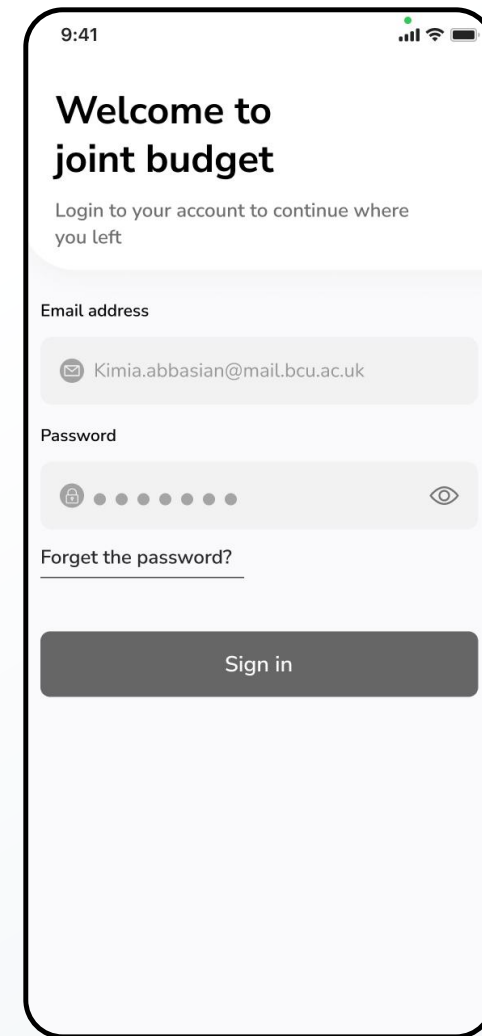 9:41
Welcome to
joint budget
Login to your account to continue where
you left
Email address
Kimia.abbasian@mail.bcu.ac.uk
Password
Forget the password?
Sign in